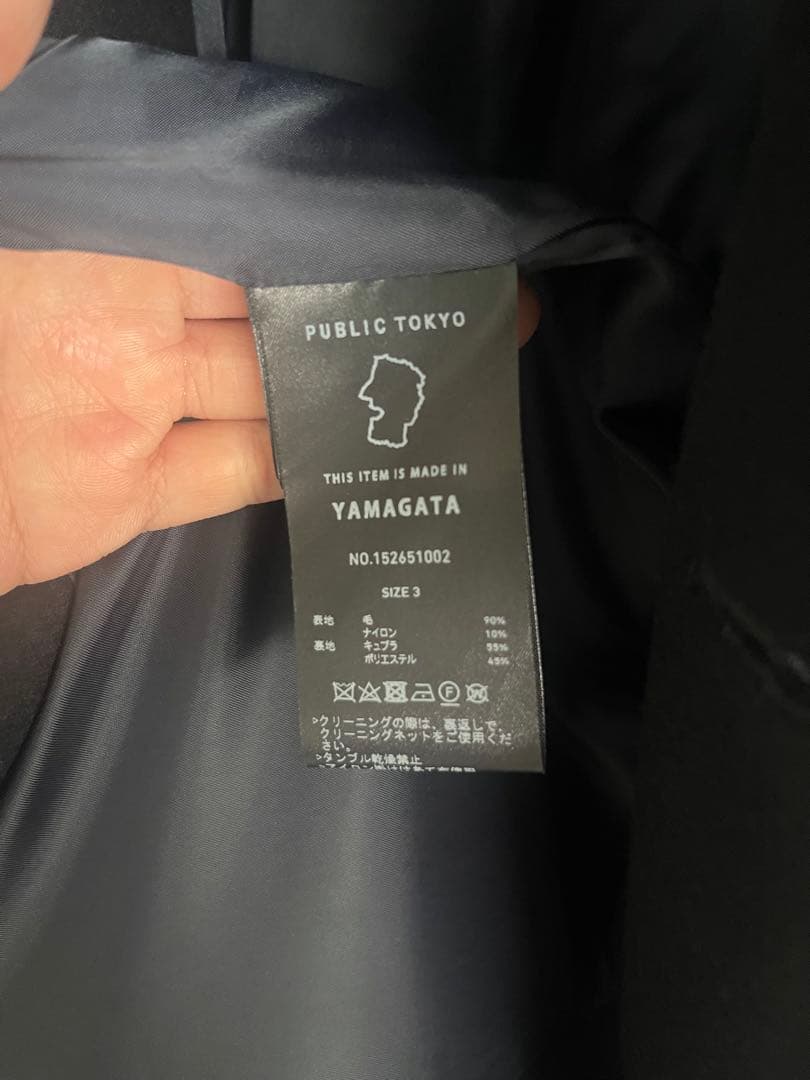 PUBLIC TOKYO
THIS ITEM IS MADE IN
YAMAGATA
NO.152651002
SIZE 3
表地 毛 90%
ナイロン 10%
裏地 キュプラ 55%
ポリエステル 45%
>クリーニングの際は、裏返しで、
クリーニングネットをご使用くだ
さい。
>タンブル乾燥禁止